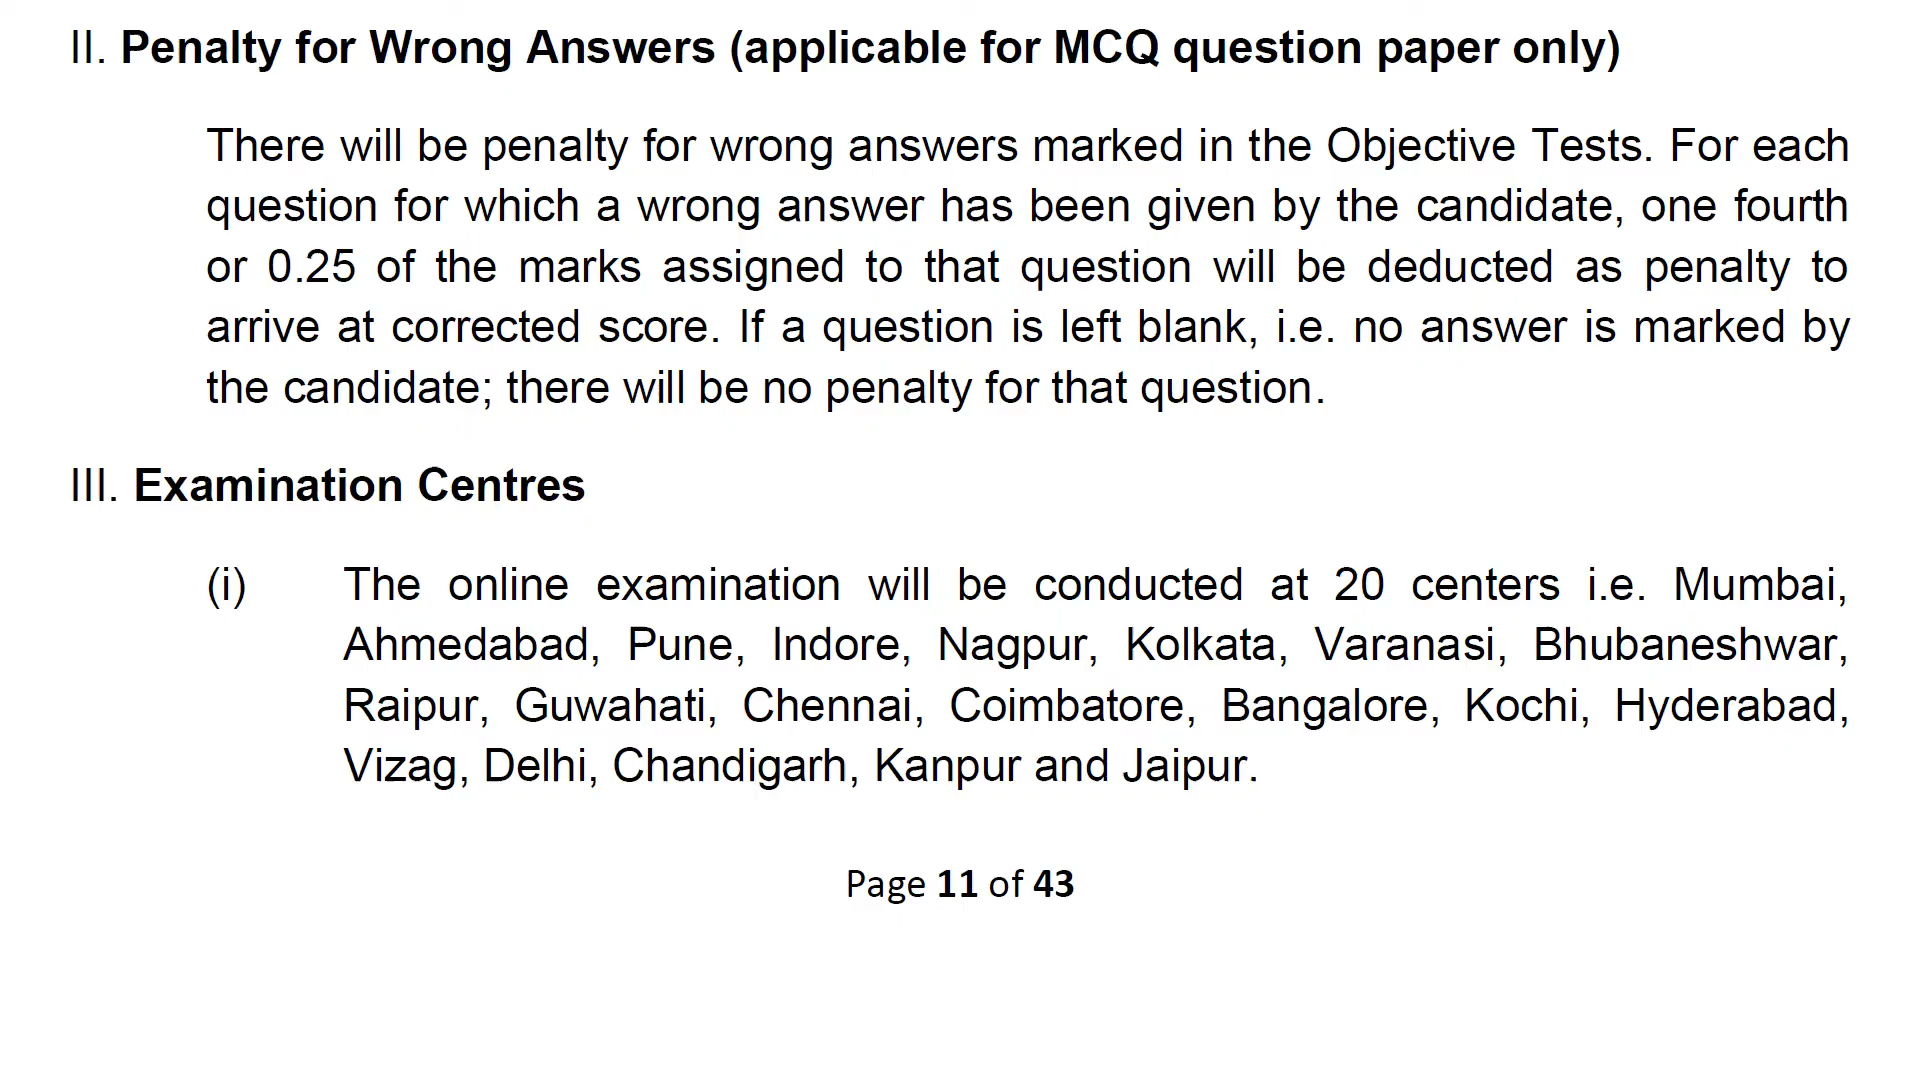 II. Penalty for Wrong Answers (applicable for MCQ question paper only)
There will be penalty for wrong answers marked in the Objective Tests. For each
question for which a wrong answer has been given by the candidate, one fourth
or 0.25 of the marks assigned to that question will be deducted as penalty to
arrive at corrected score. If a question is left blank, i.e. no answer is marked by
the candidate; there will be no penalty for that question.
III. Examination Centres
(i) The online examination will be conducted at 20 centers i.e. Mumbai,
Ahmedabad, Pune, Indore, Nagpur, Kolkata, Varanasi, Bhubaneshwar,
Raipur, Guwahati, Chennai, Coimbatore, Bangalore, Kochi, Hyderabad,
Vizag, Delhi, Chandigarh, Kanpur and Jaipur.
Page 11 of 43